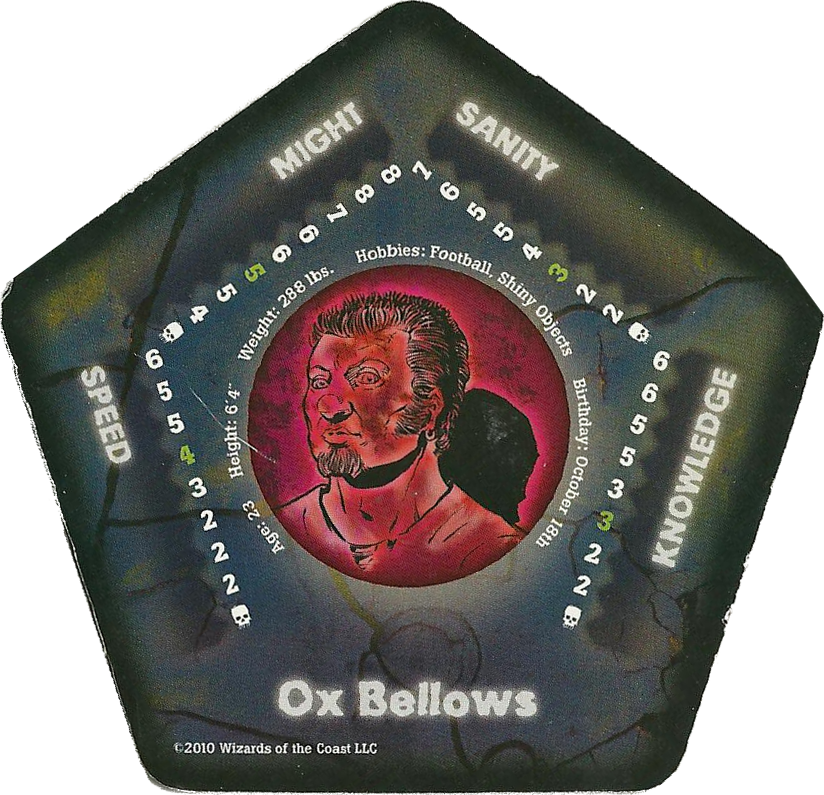 MIGHT
4 5 5 6 6 7 8 8
SANITY
7 6 5 5 4 3 2 2
SPEED
6 5 5 4 3 2 2 2
KNOWLEDGE
6 6 5 5 3 3 2 2
Age: 23 Height: 6'4" Weight: 288 lbs. Hobbies: Football, Shiny Objects Birthday: October 18th
Ox Bellows
©2010 Wizards of the Coast LLC